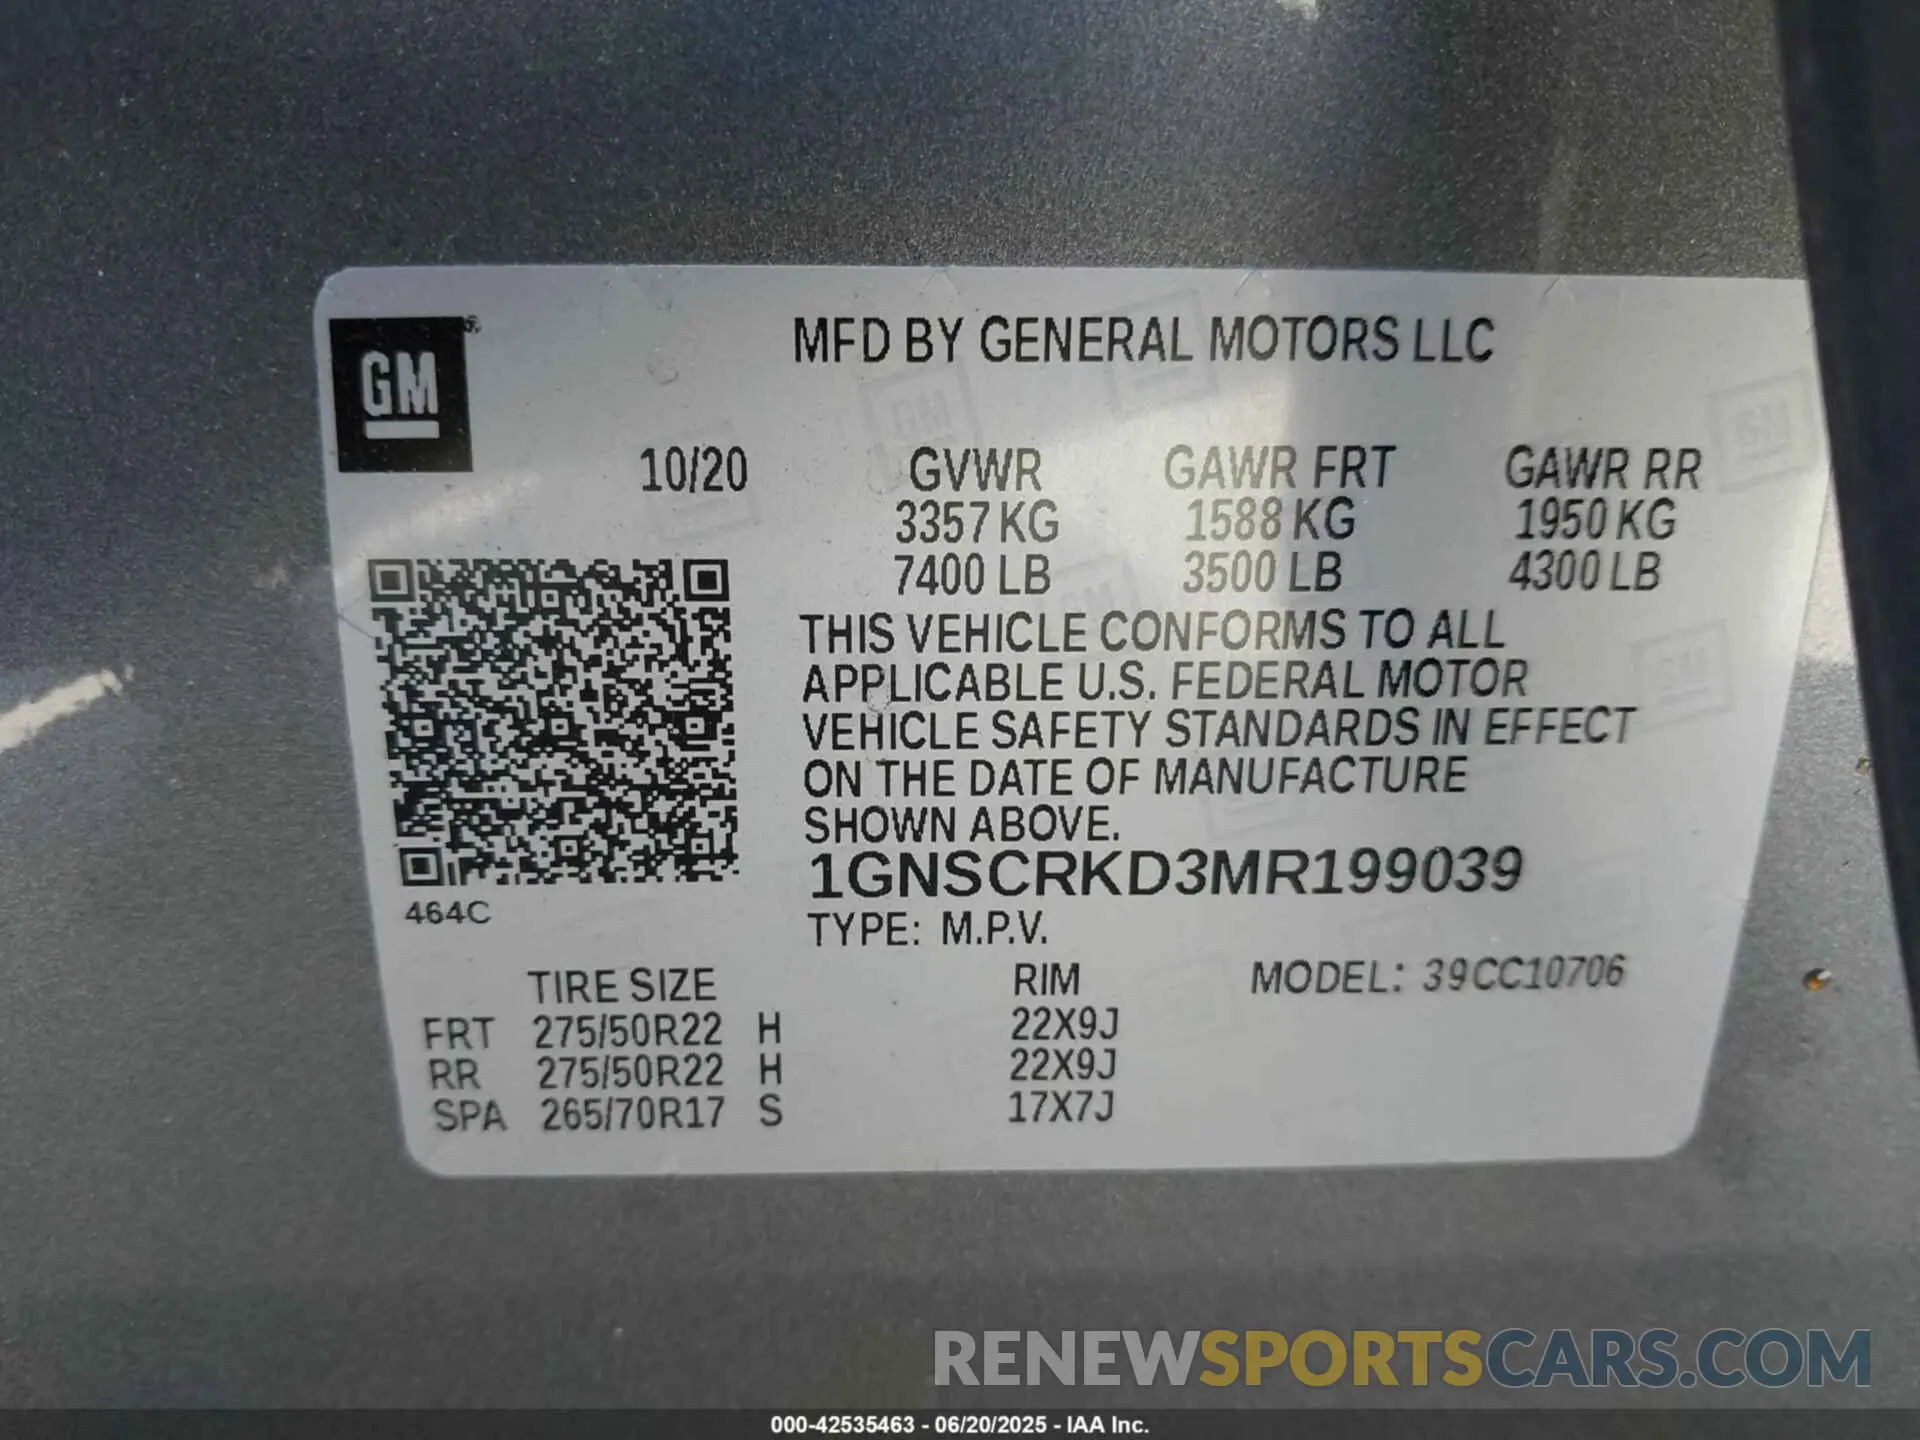 MFD BY GENERAL MOTORS LLC
GM
10/20 GVWR GAWR FRT GAWR RR
3357 KG 1588 KG 1950 KG
7400 LB 3500 LB 4300 LB
THIS VEHICLE CONFORMS TO ALL
APPLICABLE U.S. FEDERAL MOTOR
VEHICLE SAFETY STANDARDS IN EFFECT
ON THE DATE OF MANUFACTURE
SHOWN ABOVE.
1GNSCRKD3MR199039
464C
TYPE: M.P.V.
TIRE SIZE RIM MODEL: 39CC10706
FRT 275/50R22 H 22X9J
RR 275/50R22 H 22X9J
SPA 265/70R17 S 17X7J
RENEWSPORTSCARS.COM
000-42535463 - 06/20/2025 - IAA Inc.